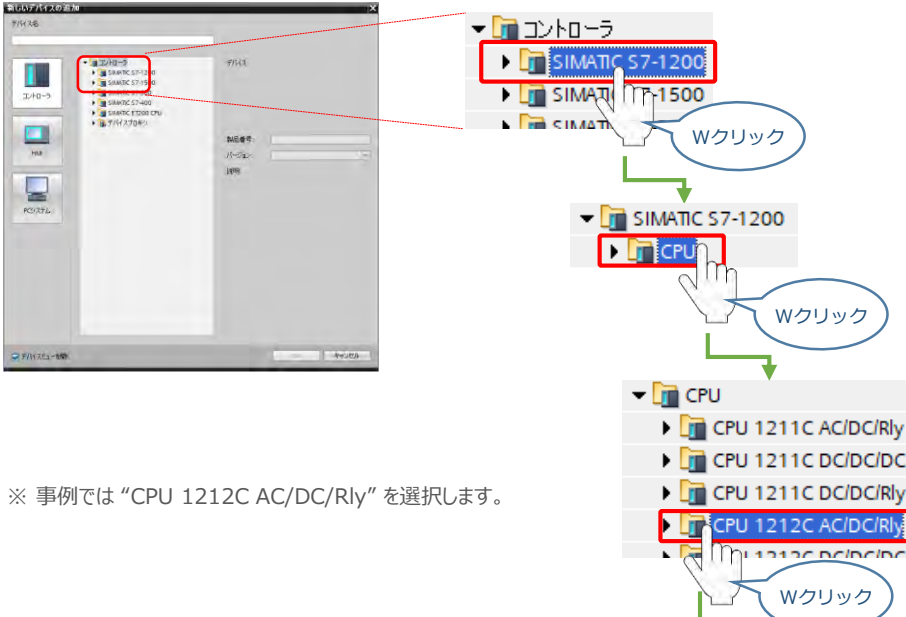 新しいデバイスの追加
デバイス名
コントローラ
SIMATIC S7-1200
SIMATIC S7-1500
SIMATIC S7-400
SIMATIC ET200 CPU
デバイスプロキシ
デバイス
製品番号:
バージョン:
説明:
コントローラ
HMI
PCシステム
デバイスビューを開く
キャンセル
コントローラ
SIMATIC S7-1200
SIMATIC S7-1500
Wクリック
SIMATIC S7-1200
CPU
Wクリック
CPU
CPU 1211C AC/DC/Rly
CPU 1211C DC/DC/DC
CPU 1211C DC/DC/Rly
CPU 1212C AC/DC/Rly
Wクリック
※ 事例では “CPU 1212C AC/DC/Rly” を選択します。